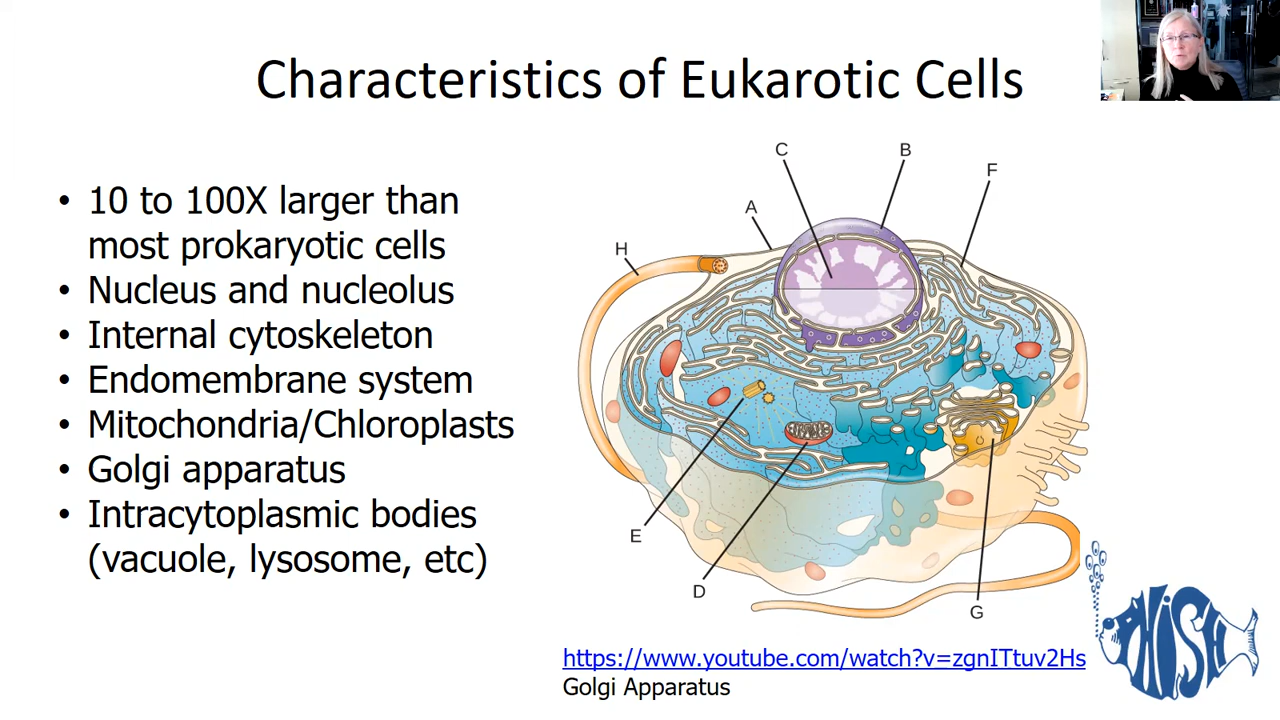 Characteristics of Eukarotic Cells
• 10 to 100X larger than
most prokaryotic cells
• Nucleus and nucleolus
• Internal cytoskeleton
• Endomembrane system
• Mitochondria/Chloroplasts
• Golgi apparatus
• Intracytoplasmic bodies
(vacuole, lysosome, etc)
C
B
F
A
H
E
D
G
https://www.youtube.com/watch?v=zgnITtuv2Hs
Golgi Apparatus
PHISH